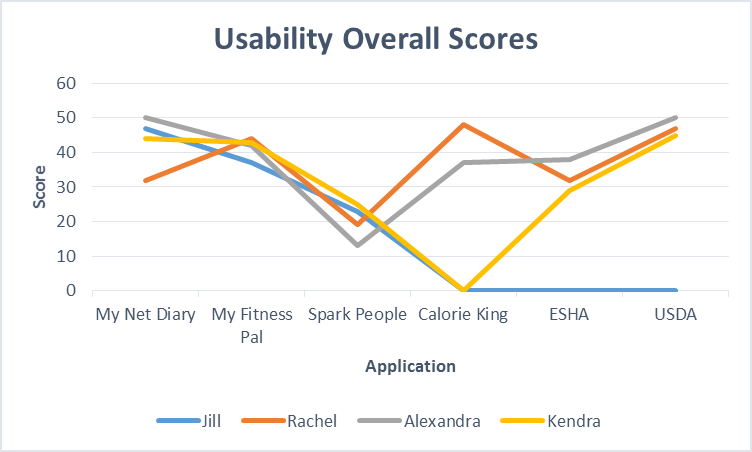 Usability Overall Scores
60
50
40
30
20
10
0
Score
My Net Diary
My Fitness
Pal
Spark People
Calorie King
ESHA
USDA
Application
Jill
Rachel
Alexandra
Kendra